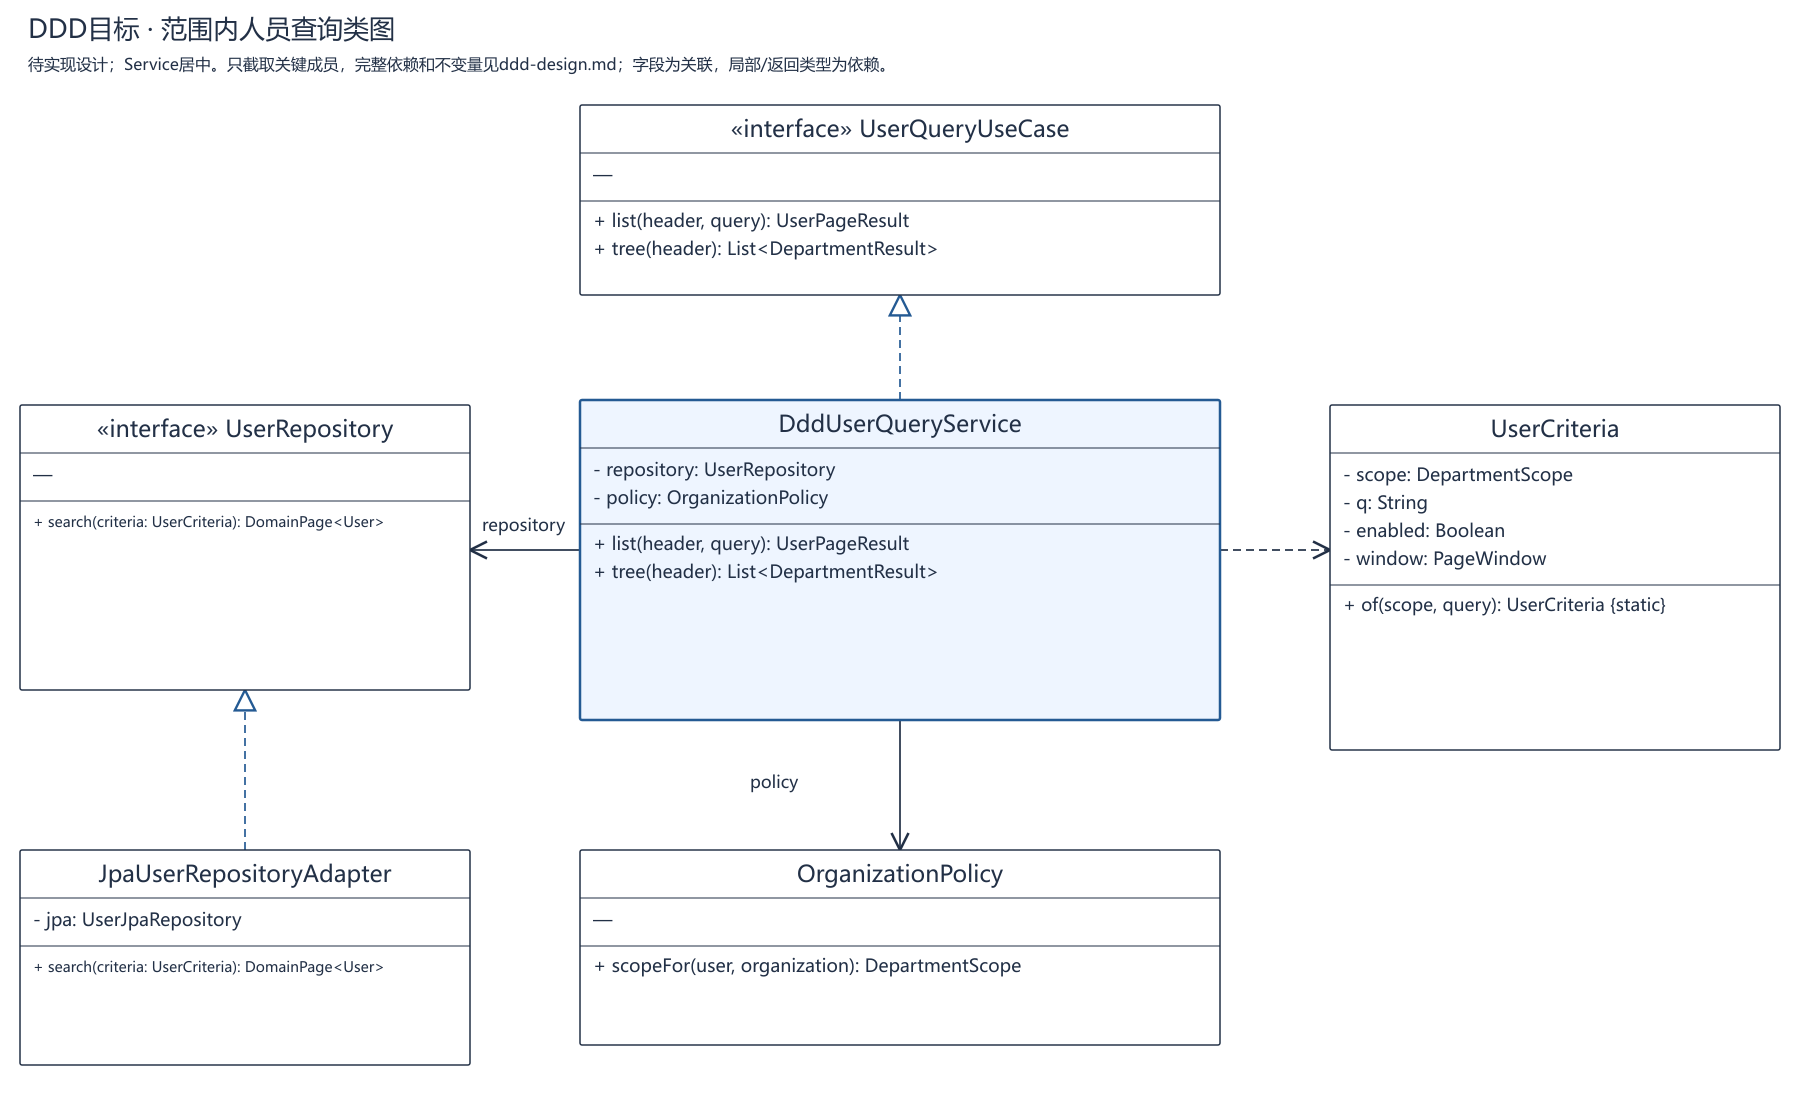 DDD目标 · 范围内人员查询类图
待实现设计；Service居中。只截取关键成员，完整依赖和不变量见ddd-design.md；字段为关联，局部/返回类型为依赖。
«interface» UserQueryUseCase
—
+ list(header, query): UserPageResult
+ tree(header): List<DepartmentResult>
«interface» UserRepository
—
+ search(criteria: UserCriteria): DomainPage<User>
repository
DddUserQueryService
- repository: UserRepository
- policy: OrganizationPolicy
+ list(header, query): UserPageResult
+ tree(header): List<DepartmentResult>
UserCriteria
- scope: DepartmentScope
- q: String
- enabled: Boolean
- window: PageWindow
+ of(scope, query): UserCriteria {static}
policy
JpaUserRepositoryAdapter
- jpa: UserJpaRepository
+ search(criteria: UserCriteria): DomainPage<User>
OrganizationPolicy
—
+ scopeFor(user, organization): DepartmentScope